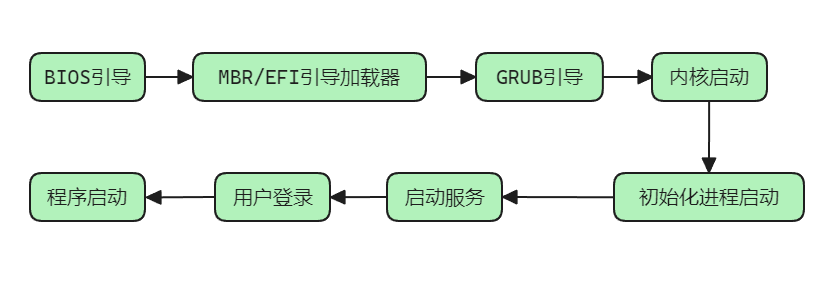 BIOS引导
MBR/EFI引导加载器
GRUB引导
内核启动
初始化进程启动
启动服务
用户登录
程序启动